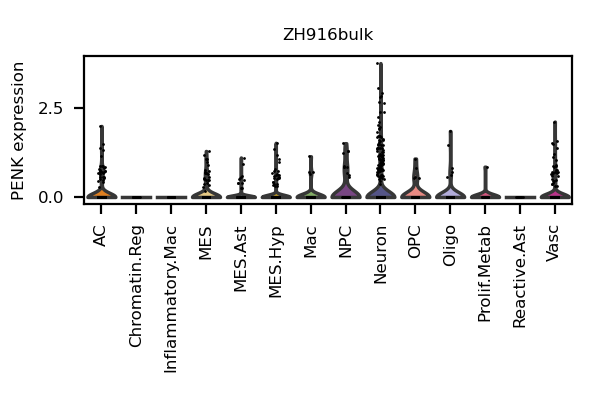 ZH916bulk
PENK expression
2.5
0.0
AC
Chromatin.Reg
Inflammatory.Mac
MES
MES.Ast
MES.Hyp
Mac
NPC
Neuron
OPC
Oligo
Prolif.Metab
Reactive.Ast
Vasc